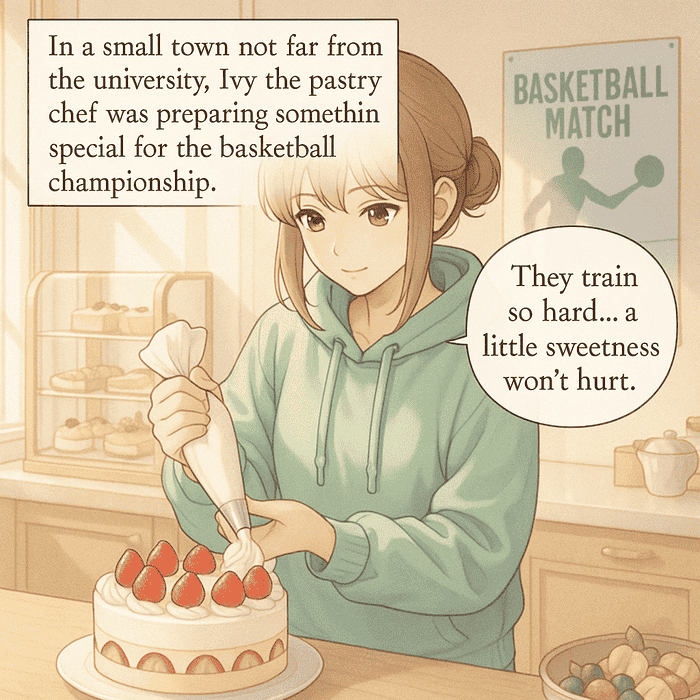 In a small town not far from
the university, Ivy the pastry
chef was preparing somethin
special for the basketball
championship.
BASKETBALL
MATCH
They train
so hard... a
little sweetness
won't hurt.